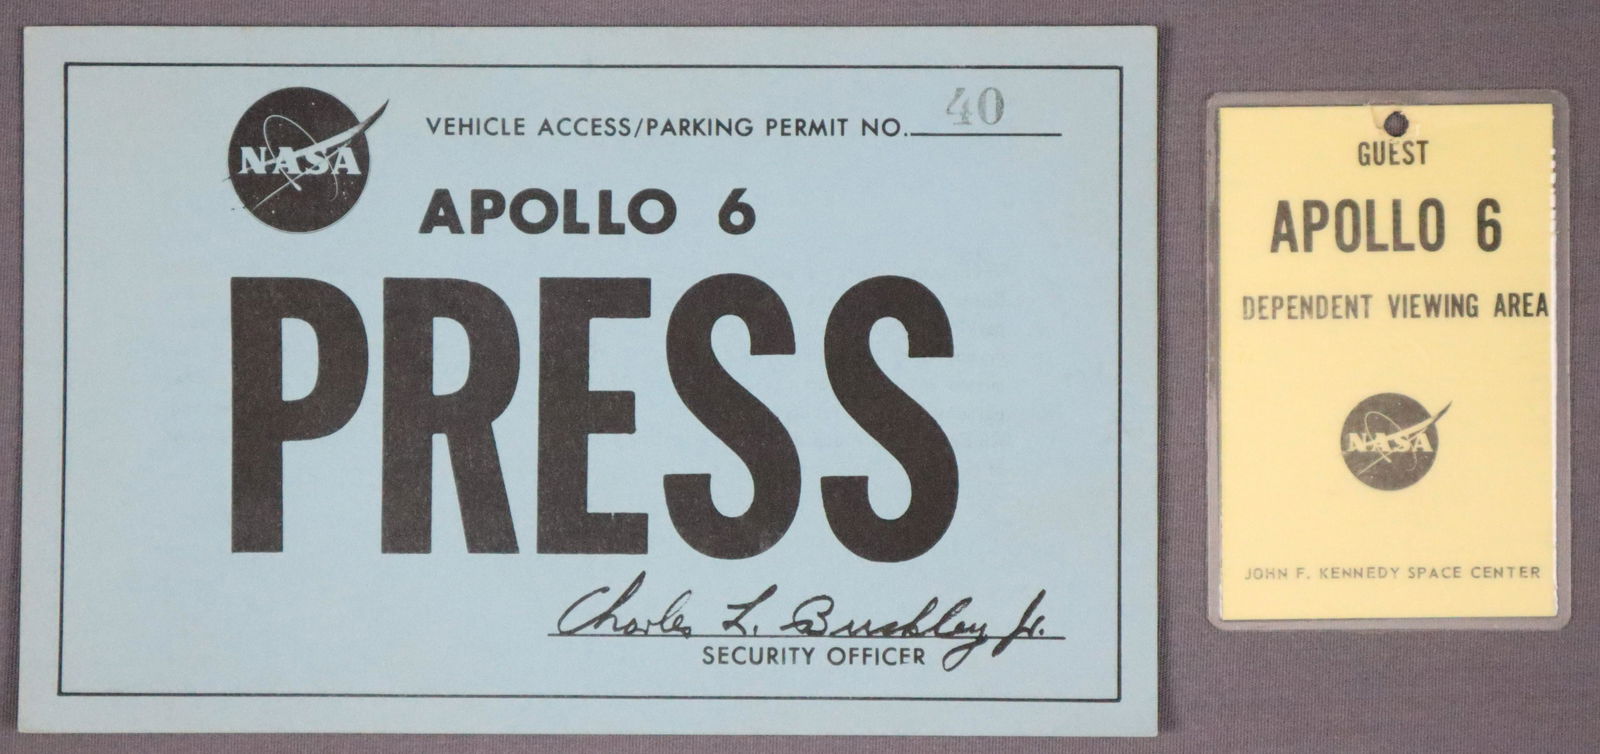 NASA
VEHICLE ACCESS/PARKING PERMIT NO. 40
APOLLO 6
PRESS
Charles L. Buckley Jr.
SECURITY OFFICER
GUEST
APOLLO 6
DEPENDENT VIEWING AREA
NASA
JOHN F. KENNEDY SPACE CENTER